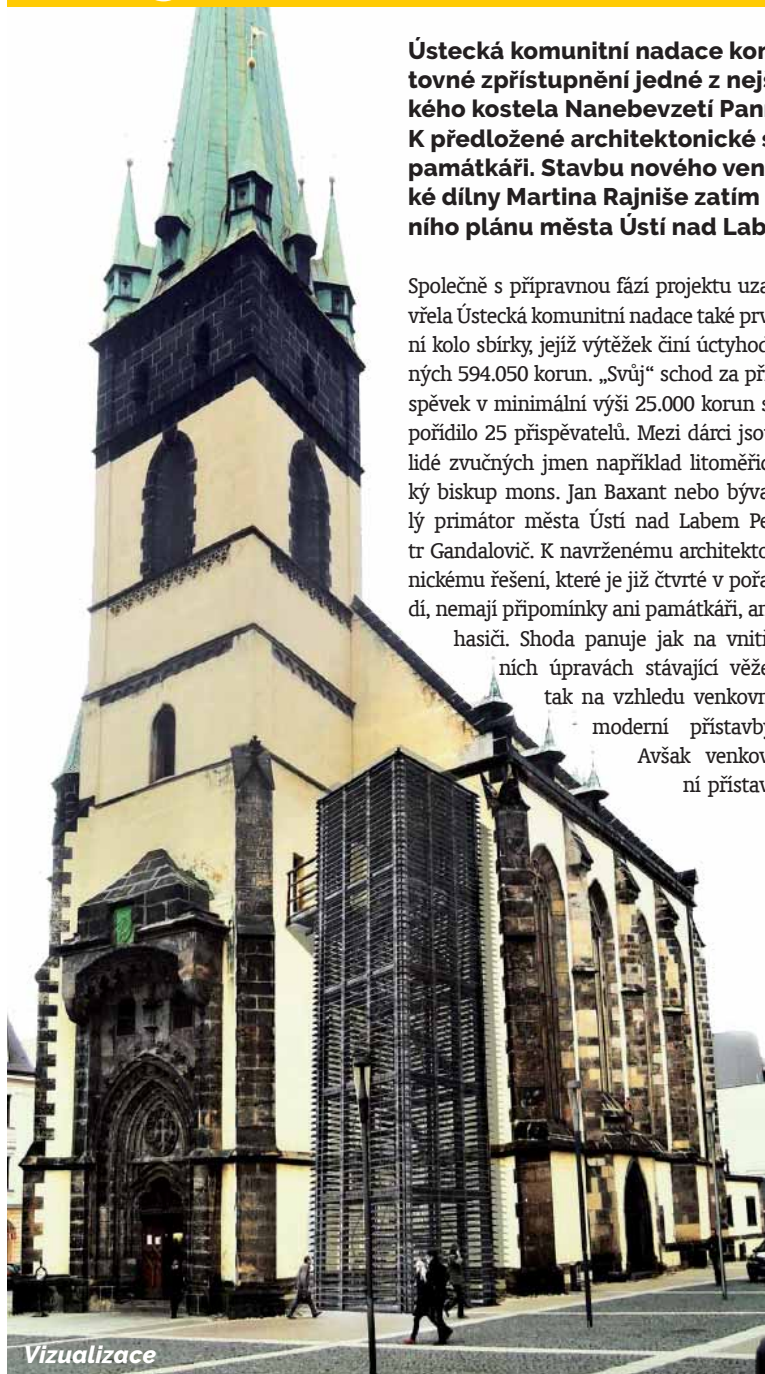 Ústecká komunitní nadace kon
tovné zpřístupnění jedné z nejs
kého kostela Nanebevzetí Pann
K předložené architektonické s
památkáři. Stavbu nového ven
ké dílny Martina Rajniše zatím
ního plánu města Ústí nad Lab
Společně s přípravnou fází projektu uza
vřela Ústecká komunitní nadace také prv
ní kolo sbírky, jejíž výtěžek činí úctyhod
ných 594.050 korun. „Svůj“ schod za pří
spěvek v minimální výši 25.000 korun s
pořídilo 25 přispěvatelů. Mezi dárci jsou
lidé zvučných jmen například litoměřic
ký biskup mons. Jan Baxant nebo býva
lý primátor města Ústí nad Labem Pe
tr Gandalovič. K navrženému architekto
nickému řešení, které je již čtvrté v pořa
dí, nemají připomínky ani památkáři, an
hasiči. Shoda panuje jak na vnitř
ních úpravách stávající věže
tak na vzhledu venkovn
moderní přístavby
Avšak venkov
ní přístav
Vizualizace